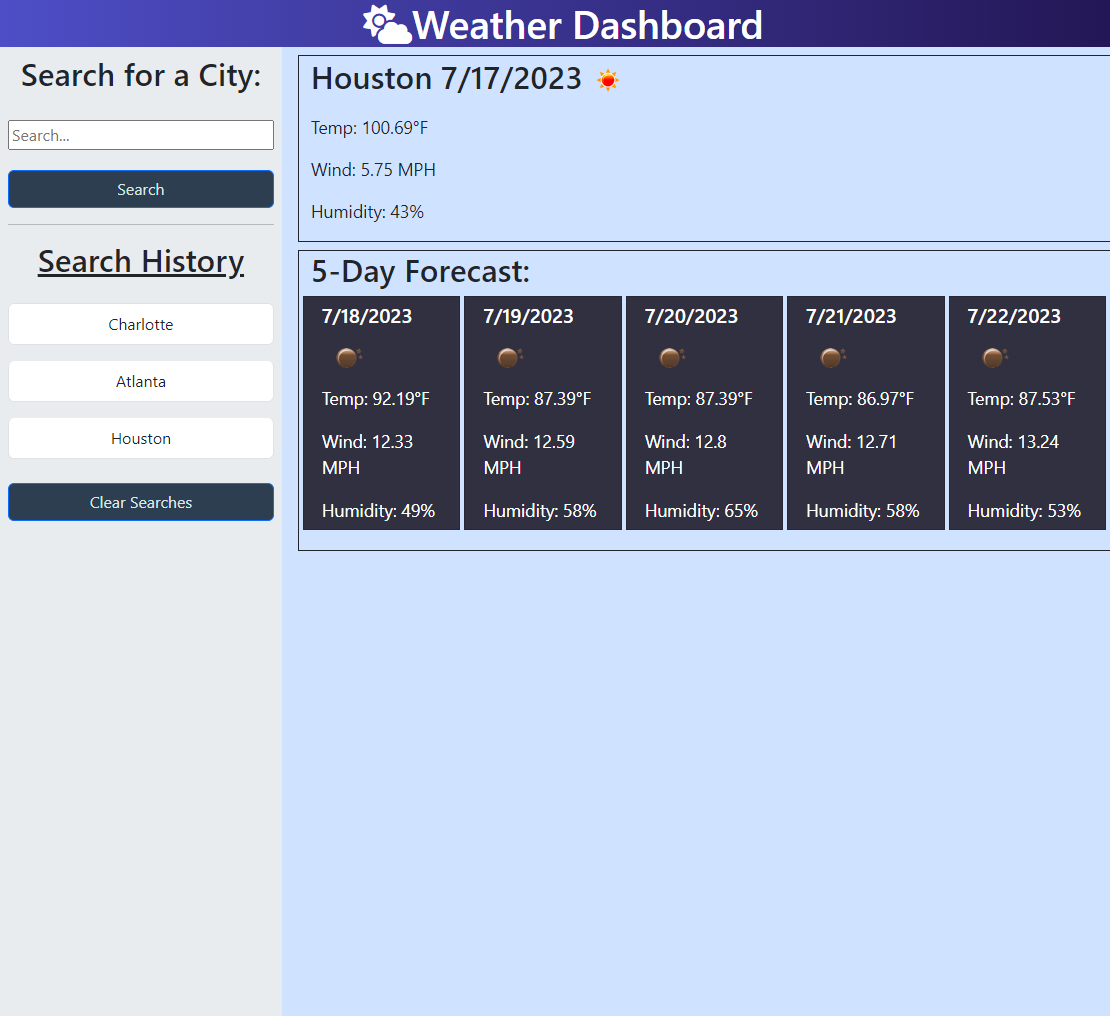 Weather Dashboard
Search for a City:
Search...
Search
Search History
Charlotte
Atlanta
Houston
Clear Searches
Houston 7/17/2023
Temp: 100.69°F
Wind: 5.75 MPH
Humidity: 43%
5-Day Forecast:
7/18/2023
Temp: 92.19°F
Wind: 12.33
MPH
Humidity: 49%
7/19/2023
Temp: 87.39°F
Wind: 12.59
MPH
Humidity: 58%
7/20/2023
Temp: 87.39°F
Wind: 12.8
MPH
Humidity: 65%
7/21/2023
Temp: 86.97°F
Wind: 12.71
MPH
Humidity: 58%
7/22/2023
Temp: 87.53°F
Wind: 13.24
MPH
Humidity: 53%